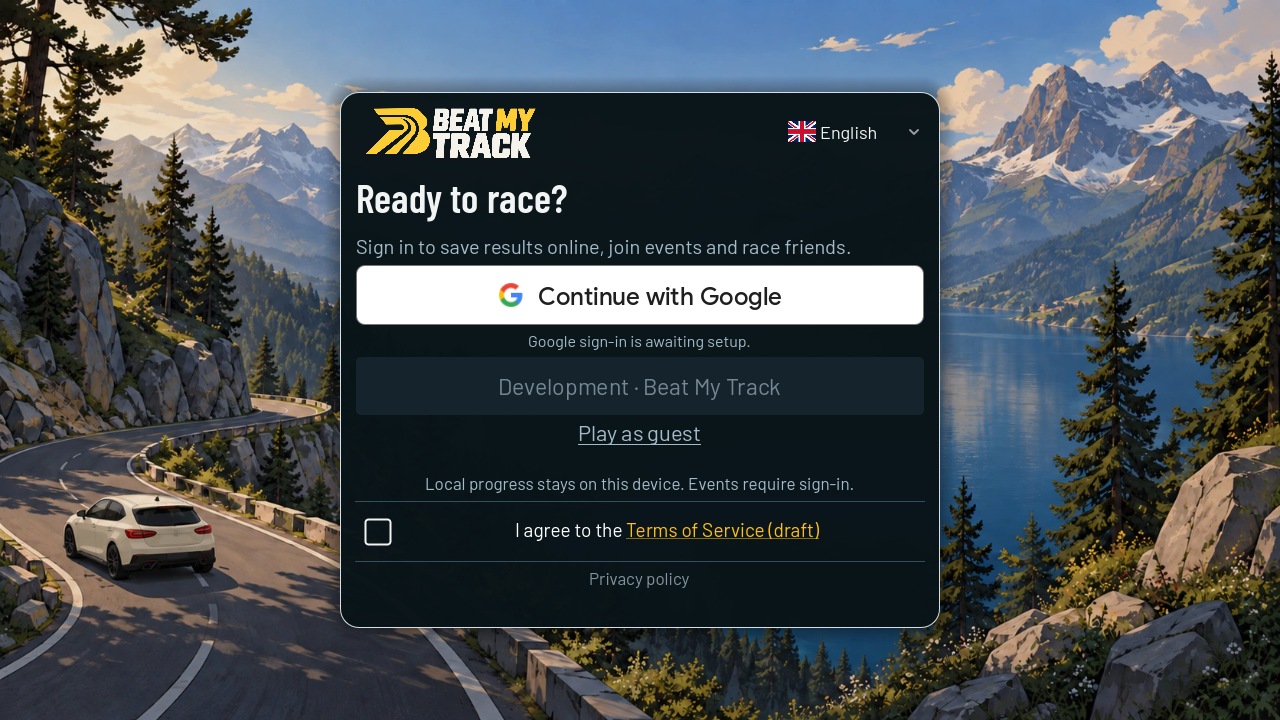 BEAT MY
TRACK
English
Ready to race?
Sign in to save results online, join events and race friends.
Continue with Google
Google sign-in is awaiting setup.
Development · Beat My Track
Play as guest
Local progress stays on this device. Events require sign-in.
I agree to the Terms of Service (draft)
Privacy policy